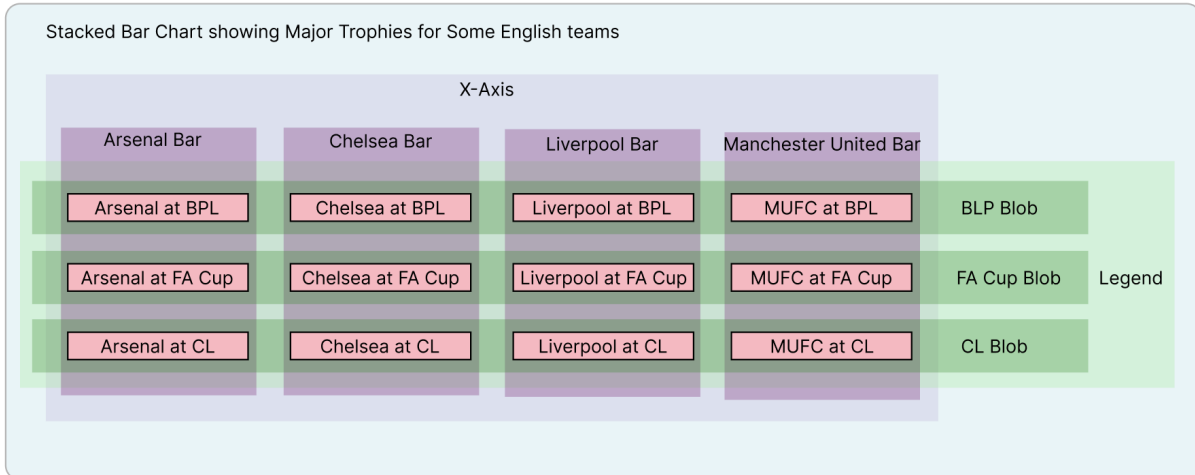 Stacked Bar Chart showing Major Trophies for Some English teams
X-Axis
Arsenal Bar
Chelsea Bar
Liverpool Bar
Manchester United Bar
Arsenal at BPL
Chelsea at BPL
Liverpool at BPL
MUFC at BPL
BLP Blob
Arsenal at FA Cup
Chelsea at FA Cup
Liverpool at FA Cup
MUFC at FA Cup
FA Cup Blob
Legend
Arsenal at CL
Chelsea at CL
Liverpool at CL
MUFC at CL
CL Blob